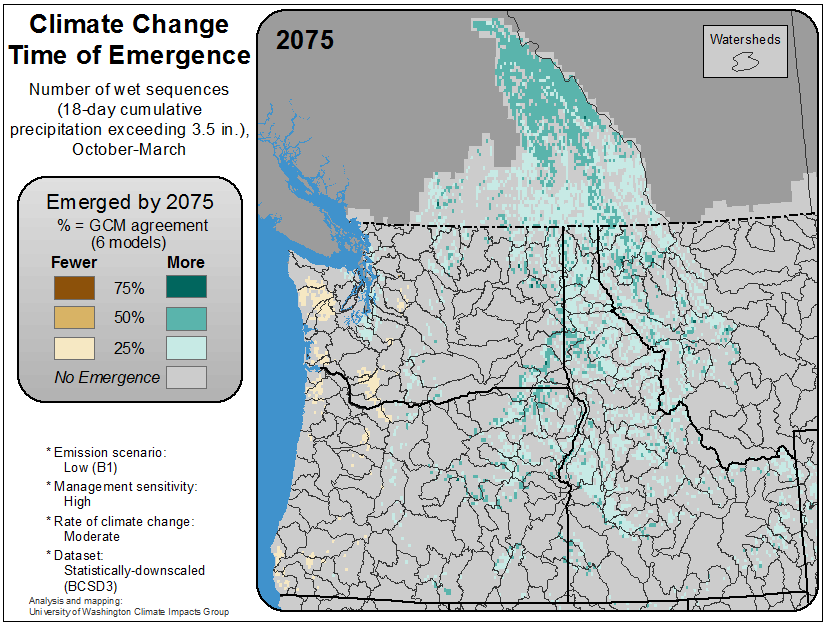 Climate Change
Time of Emergence
Number of wet sequences
(18-day cumulative
precipitation exceeding 3.5 in.),
October-March
Emerged by 2075
% = GCM agreement
(6 models)
Fewer More
75%
50%
25%
No Emergence
* Emission scenario:
Low (B1)
* Management sensitivity:
High
* Rate of climate change:
Moderate
* Dataset:
Statistically-downscaled
(BCSD3)
Analysis and mapping:
University of Washington Climate Impacts Group
2075
Watersheds